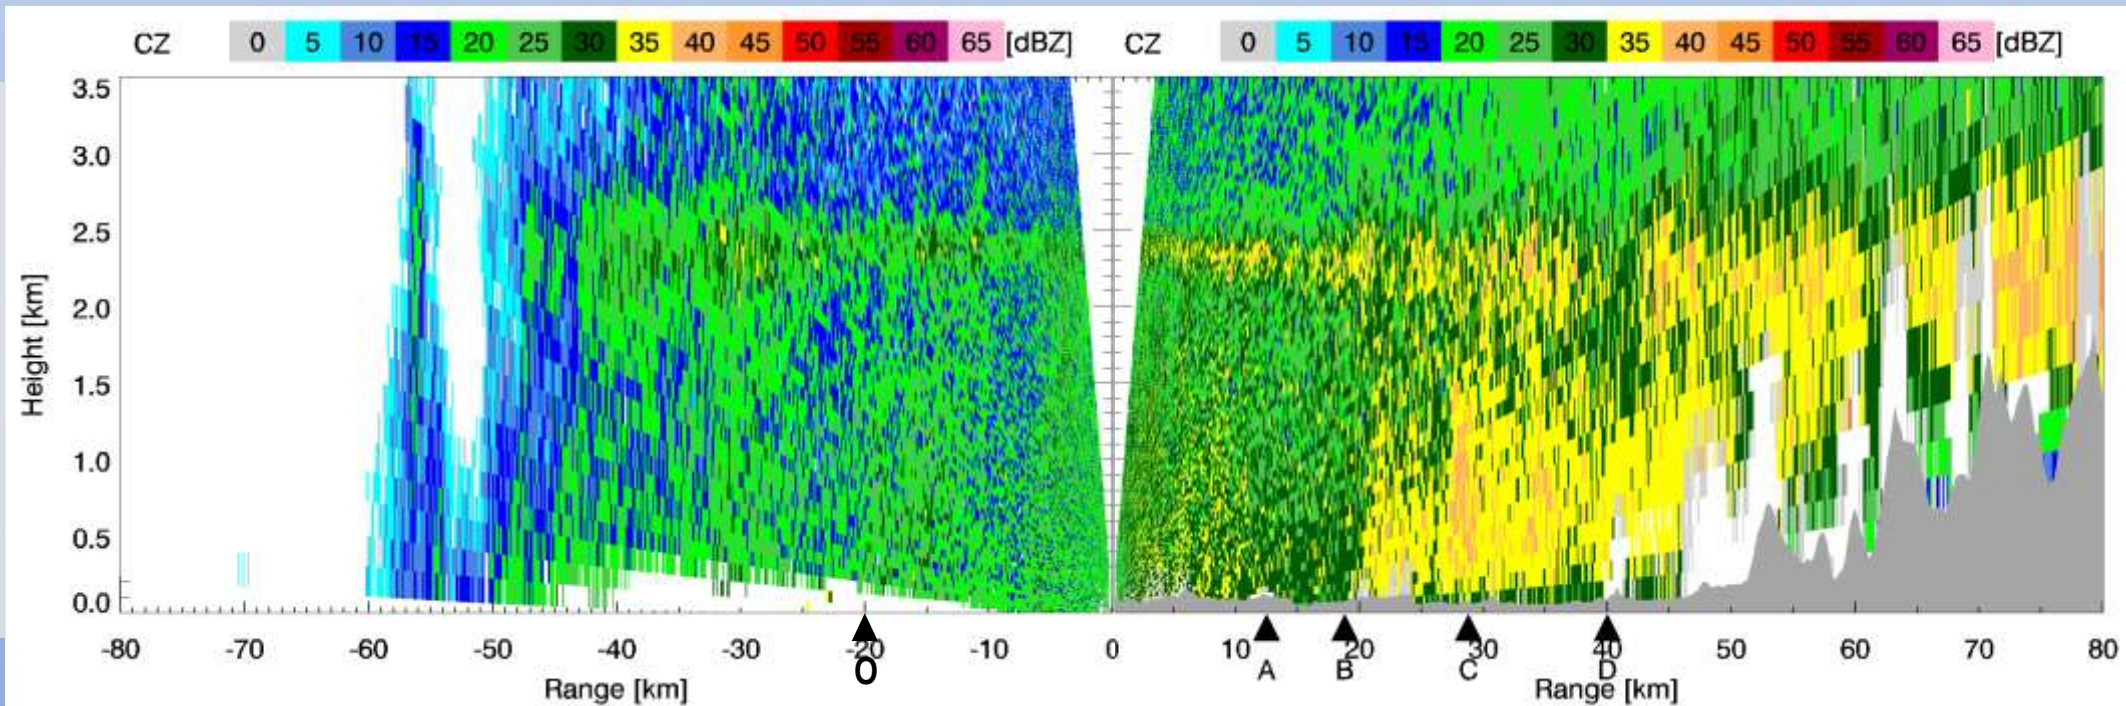 CZ 0 5 10 15 20 25 30 35 40 45 50 55 60 65 [dBZ] CZ 0 5 10 15 20 25 30 35 40 45 50 55 60 65 [dBZ]
3.5
3.0
2.5
2.0
1.5
1.0
0.5
0.0
Height [km]
-80 -70 -60 -50 -40 -30 -20 -10 0 10 20 30 40 50 60 70 80
O A B C D
Range [km] Range [km]